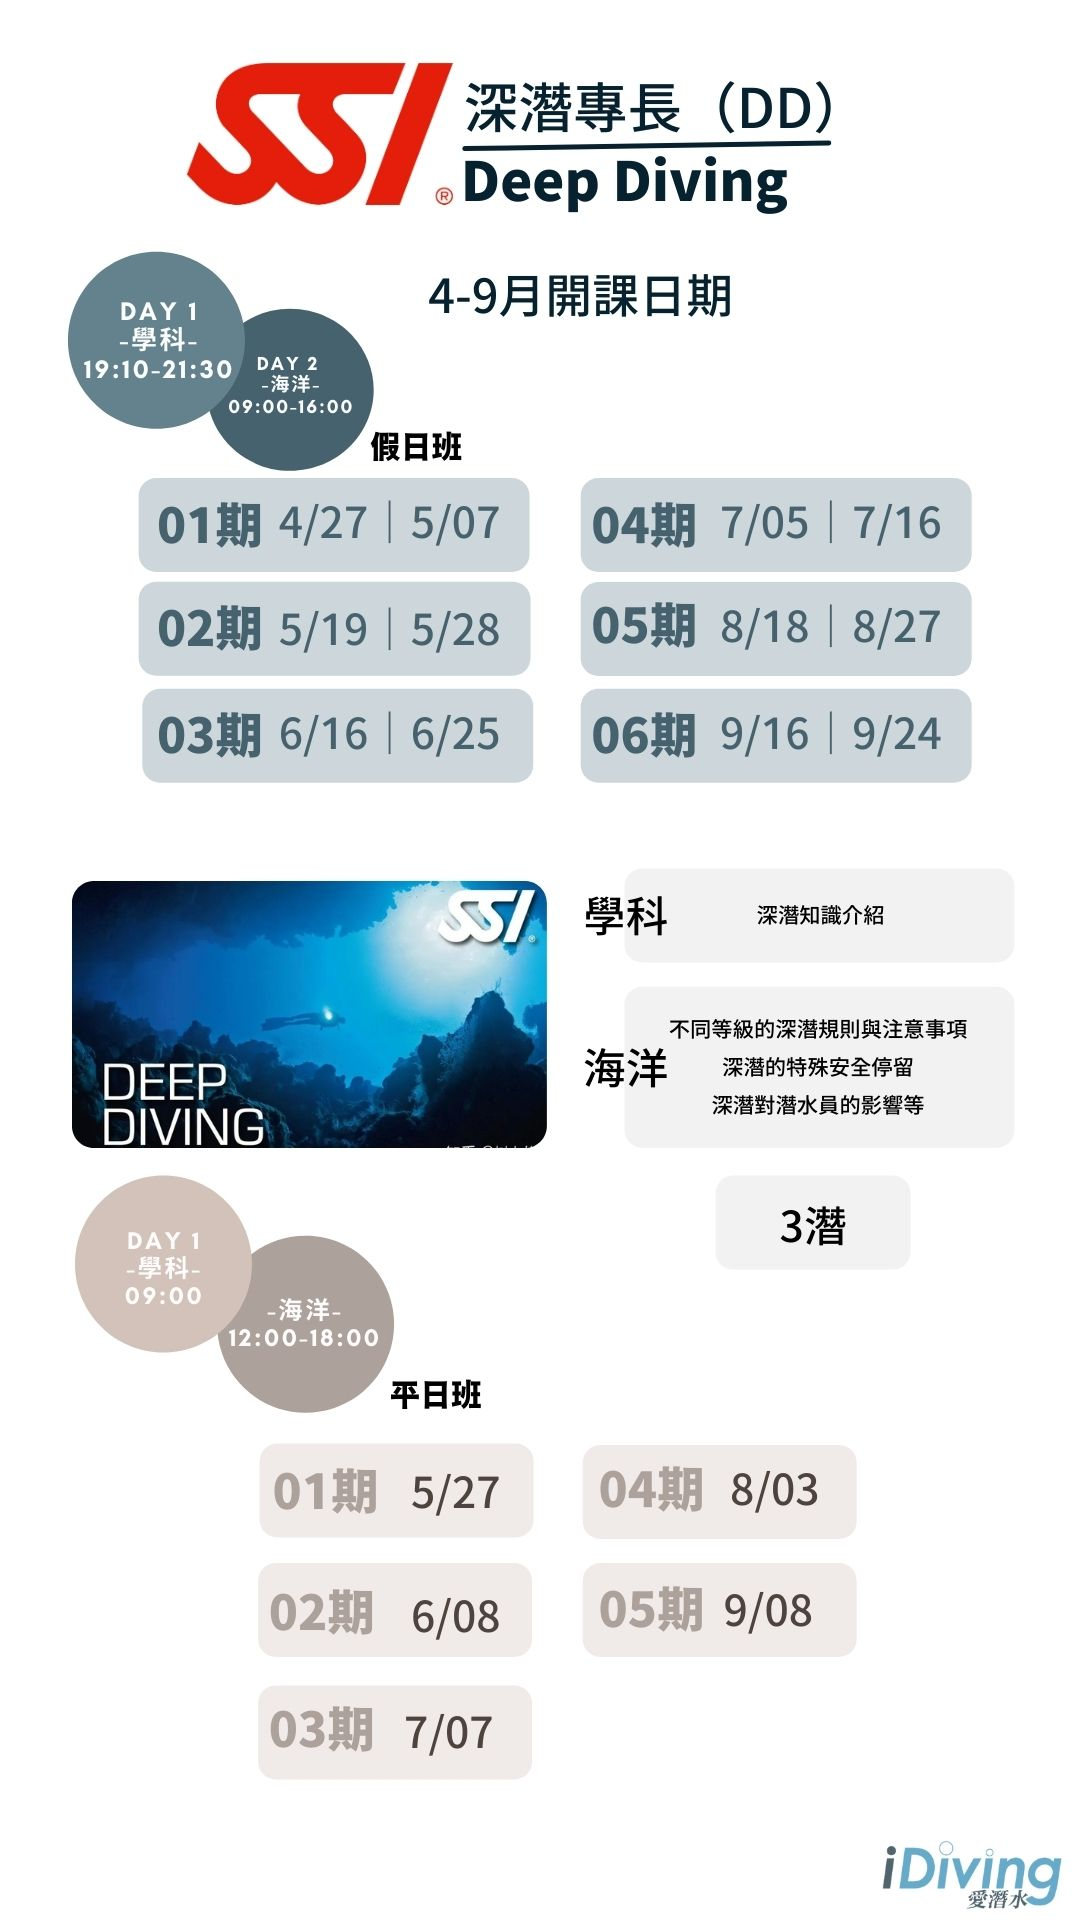 SSI® 深潛專長（DD）
Deep Diving
4-9月開課日期
DAY 1
-學科-
19:10-21:30
DAY 2
-海洋-
09:00-16:00
假日班
01期 4/27｜5/07
02期 5/19｜5/28
03期 6/16｜6/25
04期 7/05｜7/16
05期 8/18｜8/27
06期 9/16｜9/24
SSI®
DEEP
DIVING
學科
深潛知識介紹
海洋
不同等級的深潛規則與注意事項
深潛的特殊安全停留
深潛對潛水員的影響等
3潛
DAY 1
-學科-
09:00
-海洋-
12:00-18:00
平日班
01期 5/27
02期 6/08
03期 7/07
04期 8/03
05期 9/08
iDiving
愛潛水